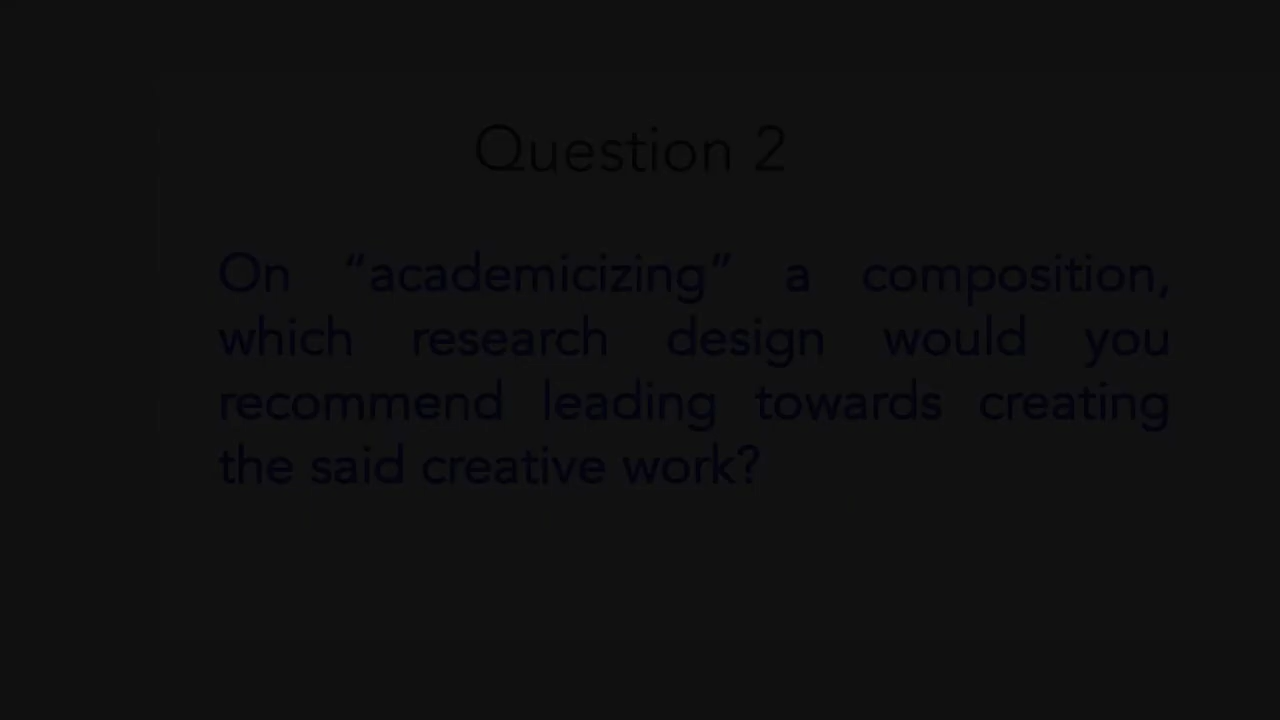 Question 2
On “academicizing” a composition,
which research design would you
recommend leading towards creating
the said creative work?